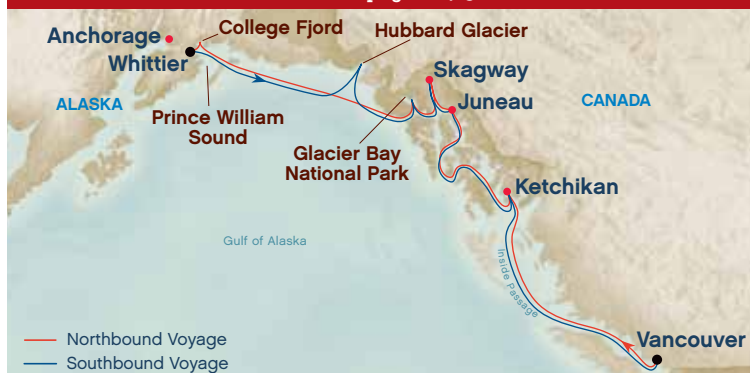 College Fjord
Anchorage
Hubbard Glacier
Whittier
Skagway
ALASKA
CANADA
Juneau
Prince William
Sound
Glacier Bay
National Park
Ketchikan
Gulf of Alaska
Inside Passage
Northbound Voyage
Vancouver
Southbound Voyage